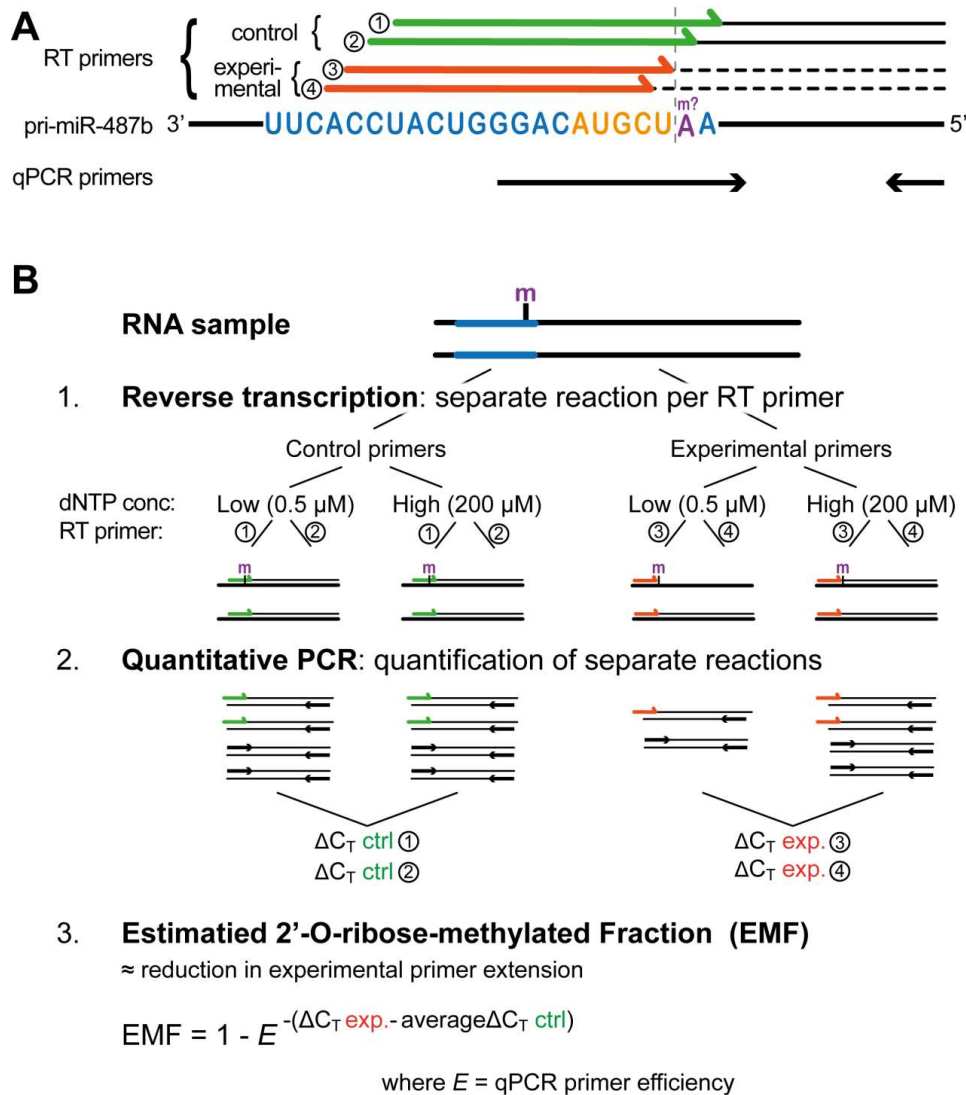 A
RT primers
control
①
②
experi-
mental
③
④
m?
pri-miR-487b 3' UUCACCUACUGGGACAUGCUAA 5'
qPCR primers
B
m
RNA sample
1. Reverse transcription: separate reaction per RT primer
Control primers Experimental primers
dNTP conc: Low (0.5 µM) High (200 µM) Low (0.5 µM) High (200 µM)
RT primer: ① ② ① ② ③ ④ ③ ④
m m m m
2. Quantitative PCR: quantification of separate reactions
ΔCT ctrl ① ΔCT exp. ③
ΔCT ctrl ② ΔCT exp. ④
3. Estimatied 2'-O-ribose-methylated Fraction (EMF)
≈ reduction in experimental primer extension
EMF = 1 - E -(ΔCT exp.- averageΔCT ctrl)
where E = qPCR primer efficiency